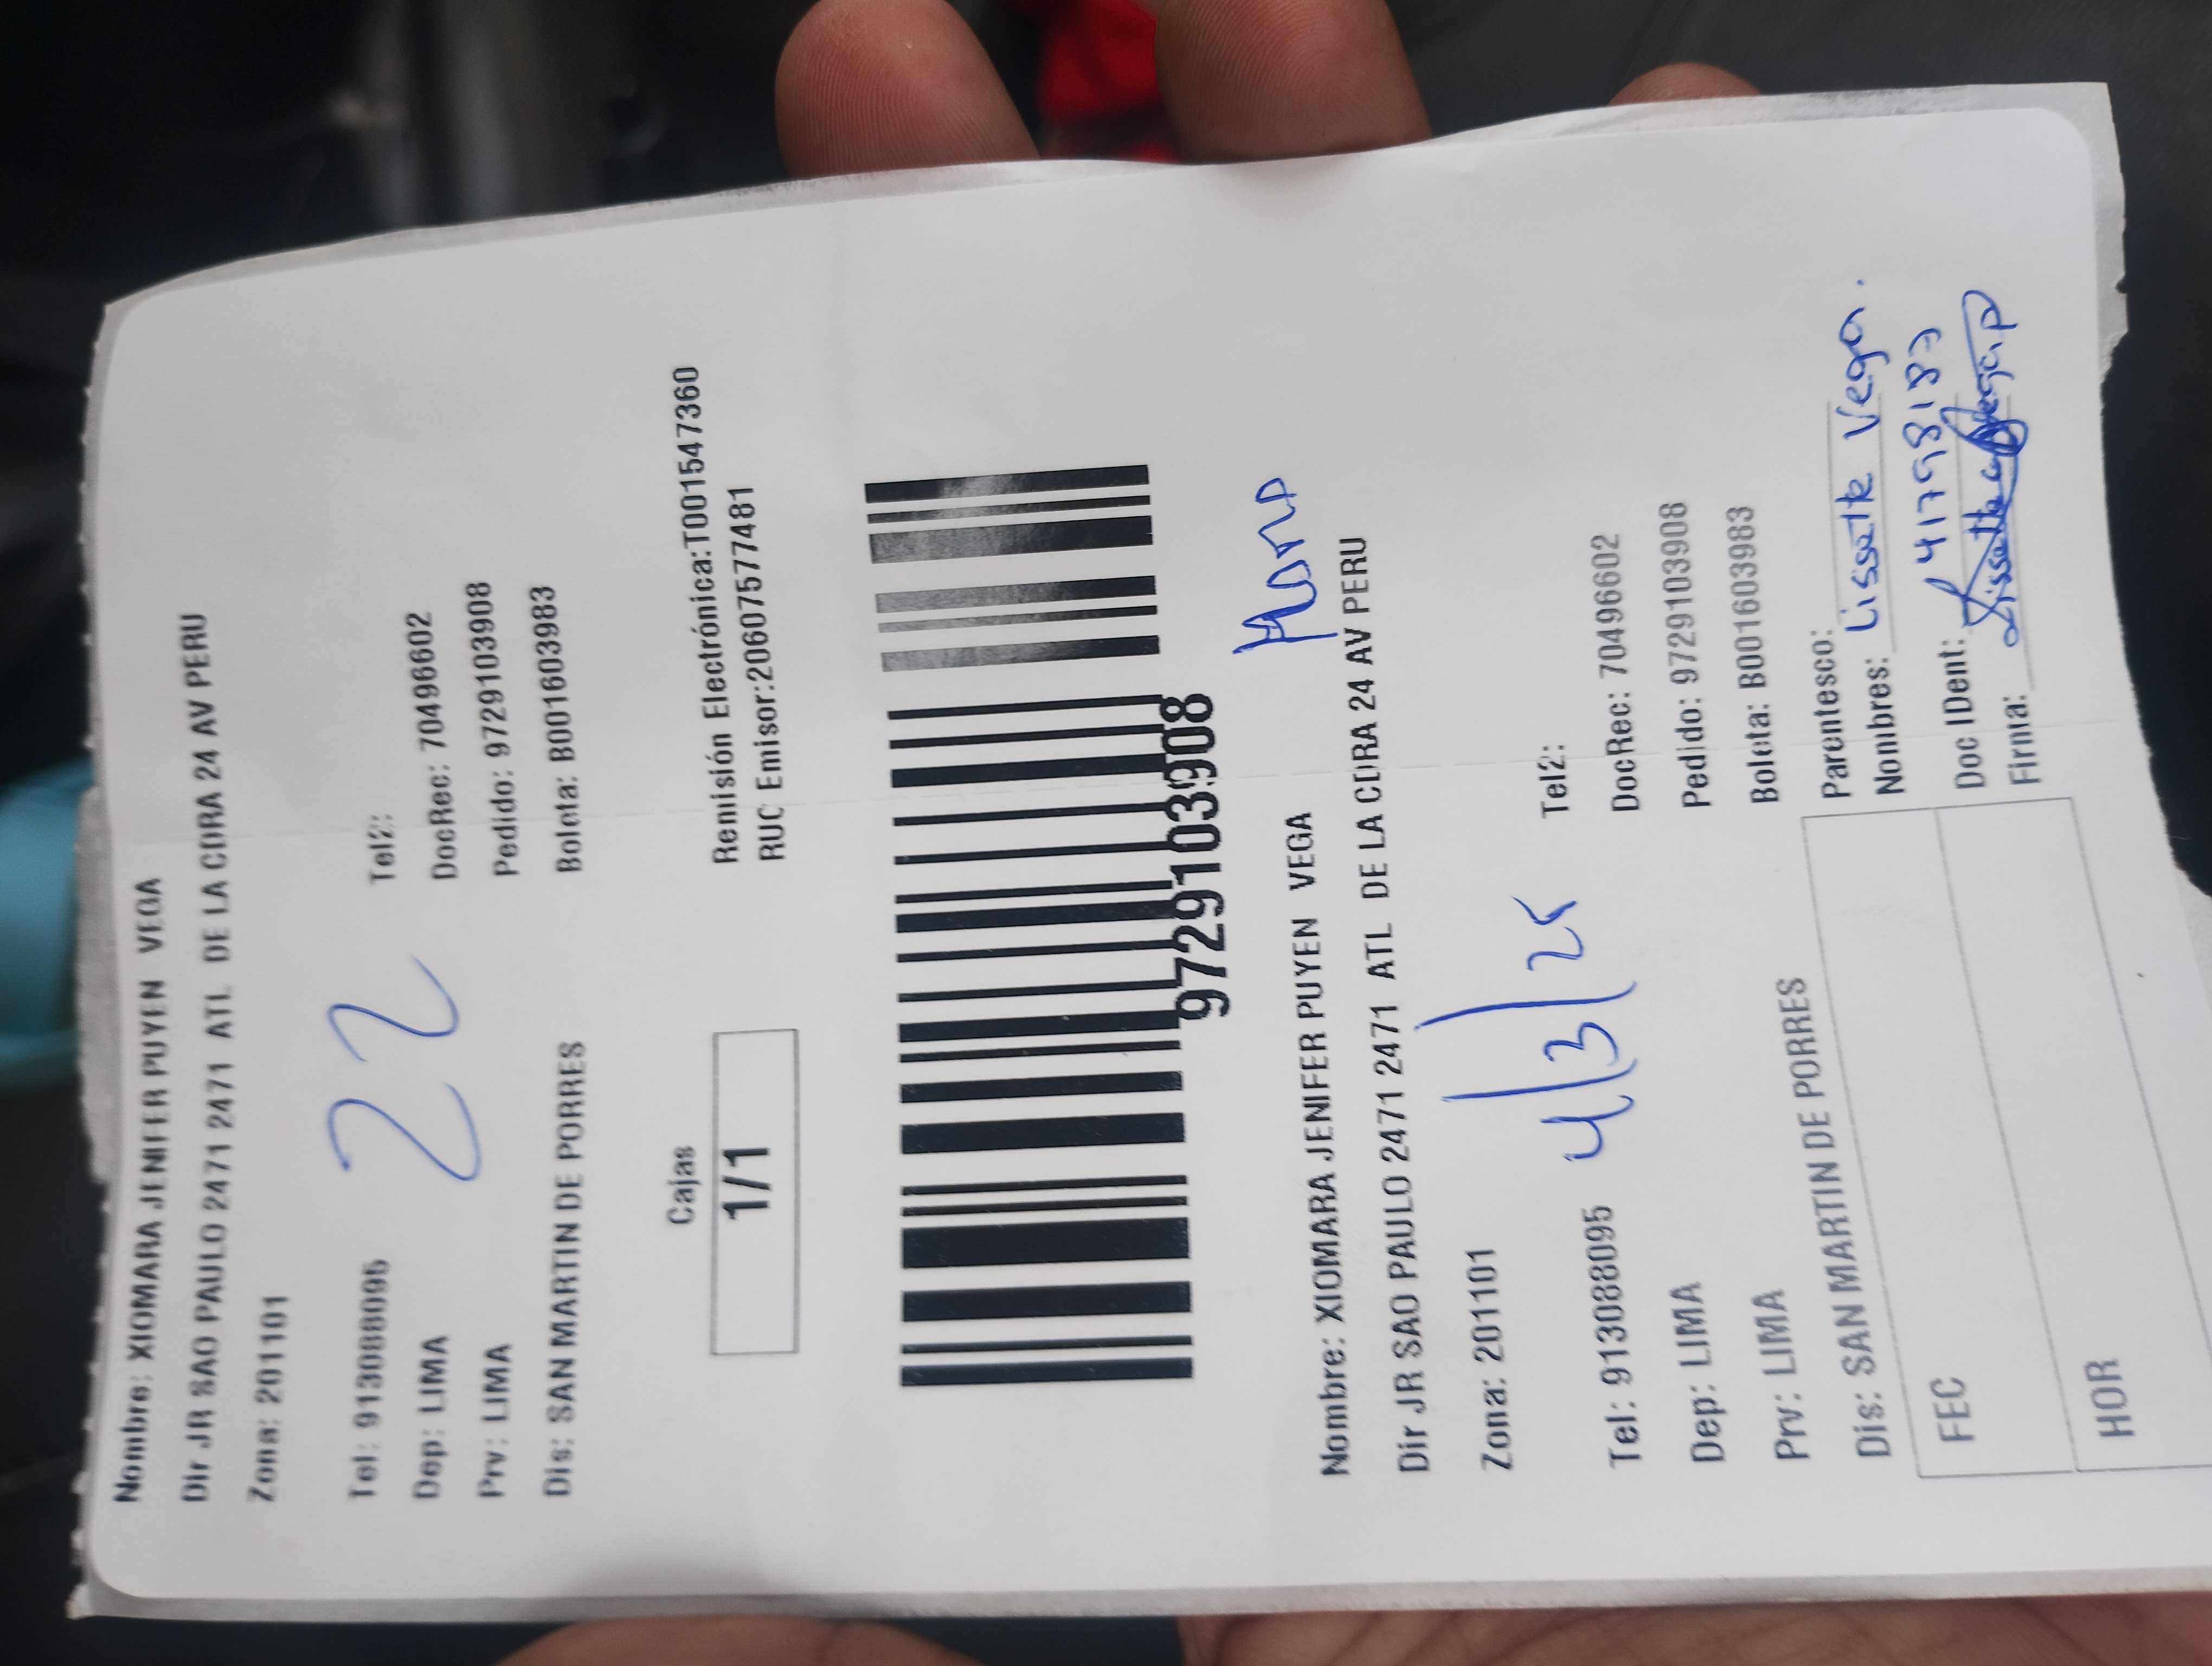 Nombre: XIOMARA JENIFER PUYEN VEGA
Dir JR SAO PAULO 2471 2471 ATL DE LA CDRA 24 AV PERU
Zona: 201101
22
Tel: 913088095 Tel2:
Dep: LIMA DocRec: 70496602
Prv: LIMA Pedido: 97291103908
Dis: SAN MARTIN DE PORRES Boleta: B001603983
Cajas Remisión Electrónica:T001547360
1/1 RUC Emisor:20607577481
97291103908
Nombre: XIOMARA JENIFER PUYEN VEGA
Dir JR SAO PAULO 2471 2471 ATL DE LA CDRA 24 AV PERU
Zona: 201101
4/3/25
Tel: 913088095 Tel2:
Dep: LIMA DocRec: 70496602
Prv: LIMA Pedido: 97291103908
Dis: SAN MARTIN DE PORRES Boleta: B001603983
FEC Parentesco:
Nombres: Lissette Vega.
HOR Doc IDent: 41798183
Firma: